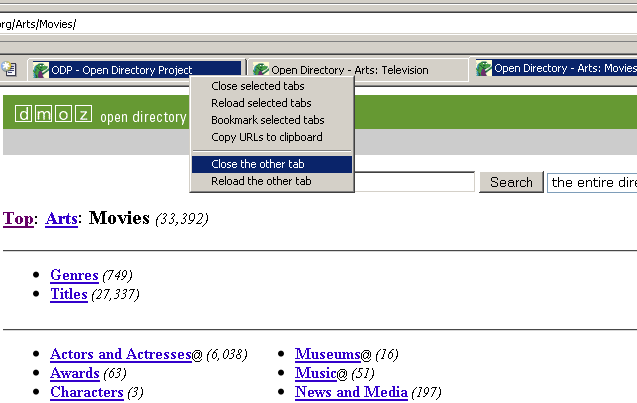 org/Arts/Movies/
ODP - Open Directory Project
Open Directory - Arts: Television
Open Directory - Arts: Movies
Close selected tabs
Reload selected tabs
Bookmark selected tabs
Copy URLs to clipboard
Close the other tab
Reload the other tab
dmoz open directory
Search
the entire dire
Top: Arts: Movies (33,392)
Genres (749)
Titles (27,337)
Actors and Actresses@ (6,038)
Awards (63)
Characters (3)
Museums@ (16)
Music@ (51)
News and Media (197)